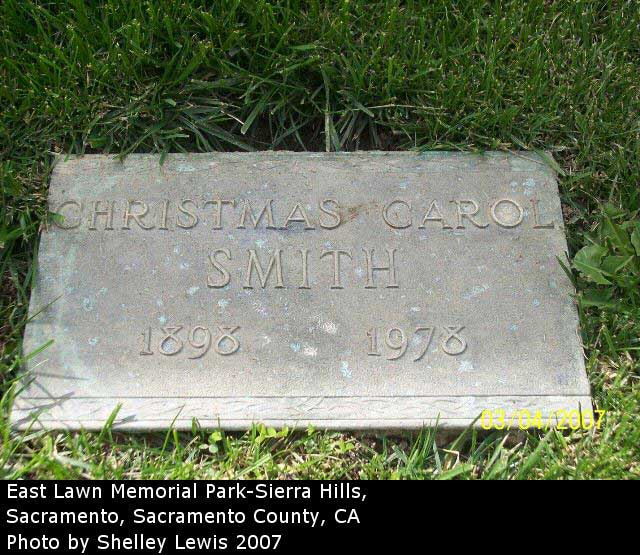 CHRISTMAS CAROL
SMITH
1898 1978
03/04/2007
East Lawn Memorial Park-Sierra Hills,
Sacramento, Sacramento County, CA
Photo by Shelley Lewis 2007